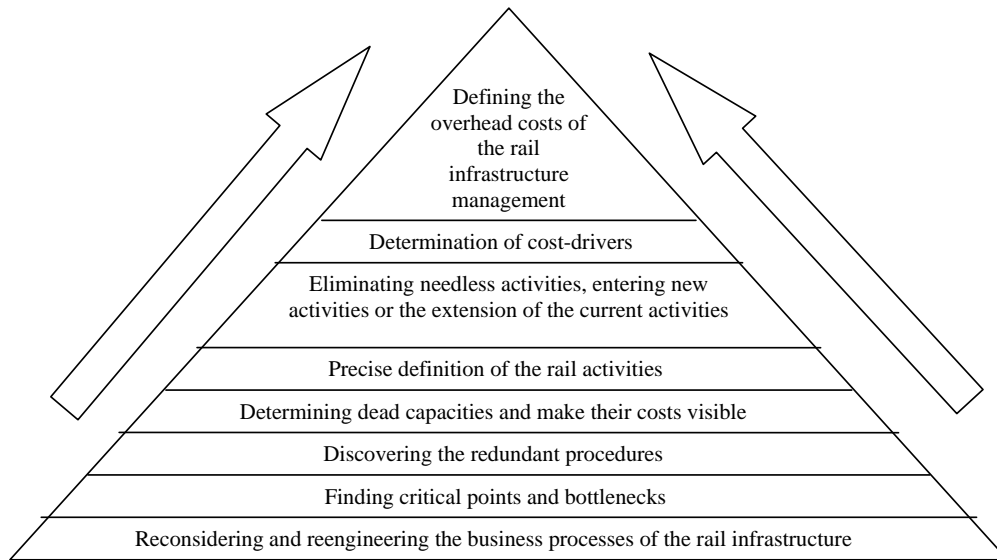 Defining the
overhead costs of
the rail
infrastructure
management
Determination of cost-drivers
Eliminating needless activities, entering new
activities or the extension of the current activities
Precise definition of the rail activities
Determining dead capacities and make their costs visible
Discovering the redundant procedures
Finding critical points and bottlenecks
Reconsidering and reengineering the business processes of the rail infrastructure